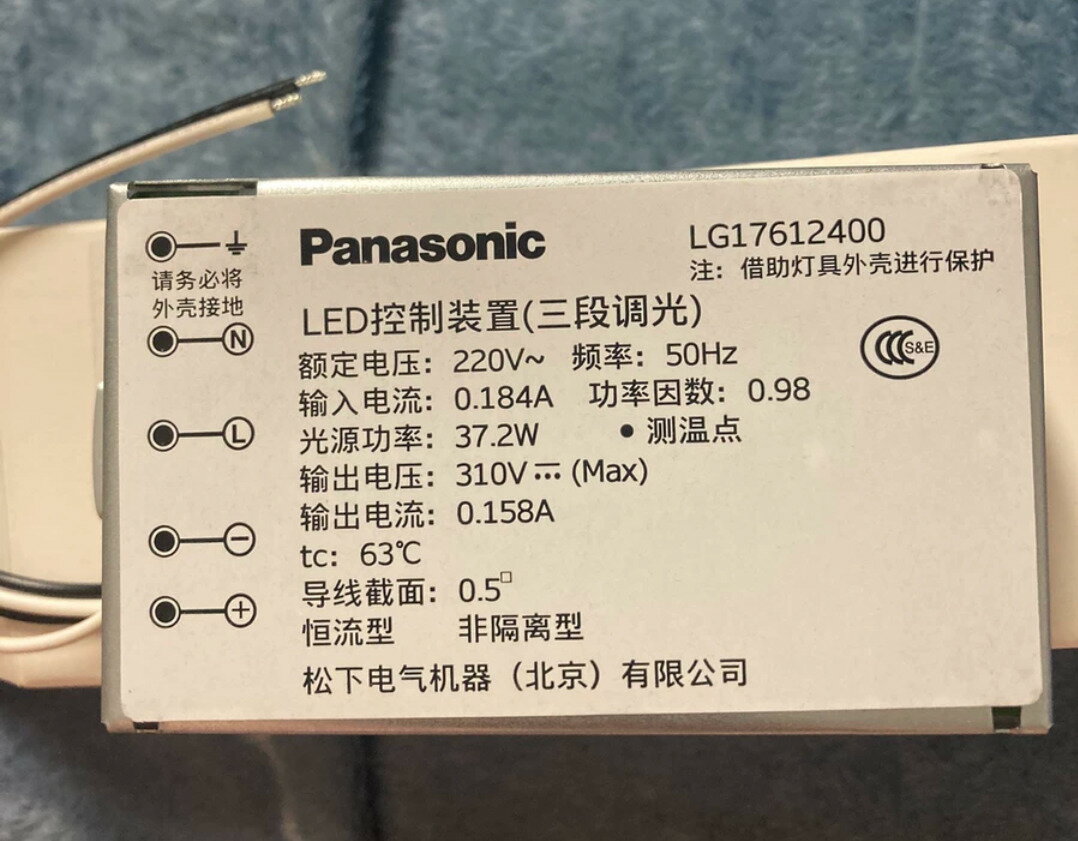 Panasonic
LG17612400
注：借助灯具外壳进行保护
请务必将
外壳接地
N
L
LED控制装置(三段调光)
额定电压：220V~ 频率：50Hz
输入电流：0.184A 功率因数：0.98
光源功率：37.2W ●测温点
输出电压：310V⎓(Max)
输出电流：0.158A
tc：63℃
导线截面：0.5□
恒流型 非隔离型
松下电气机器（北京）有限公司
CCC S&E